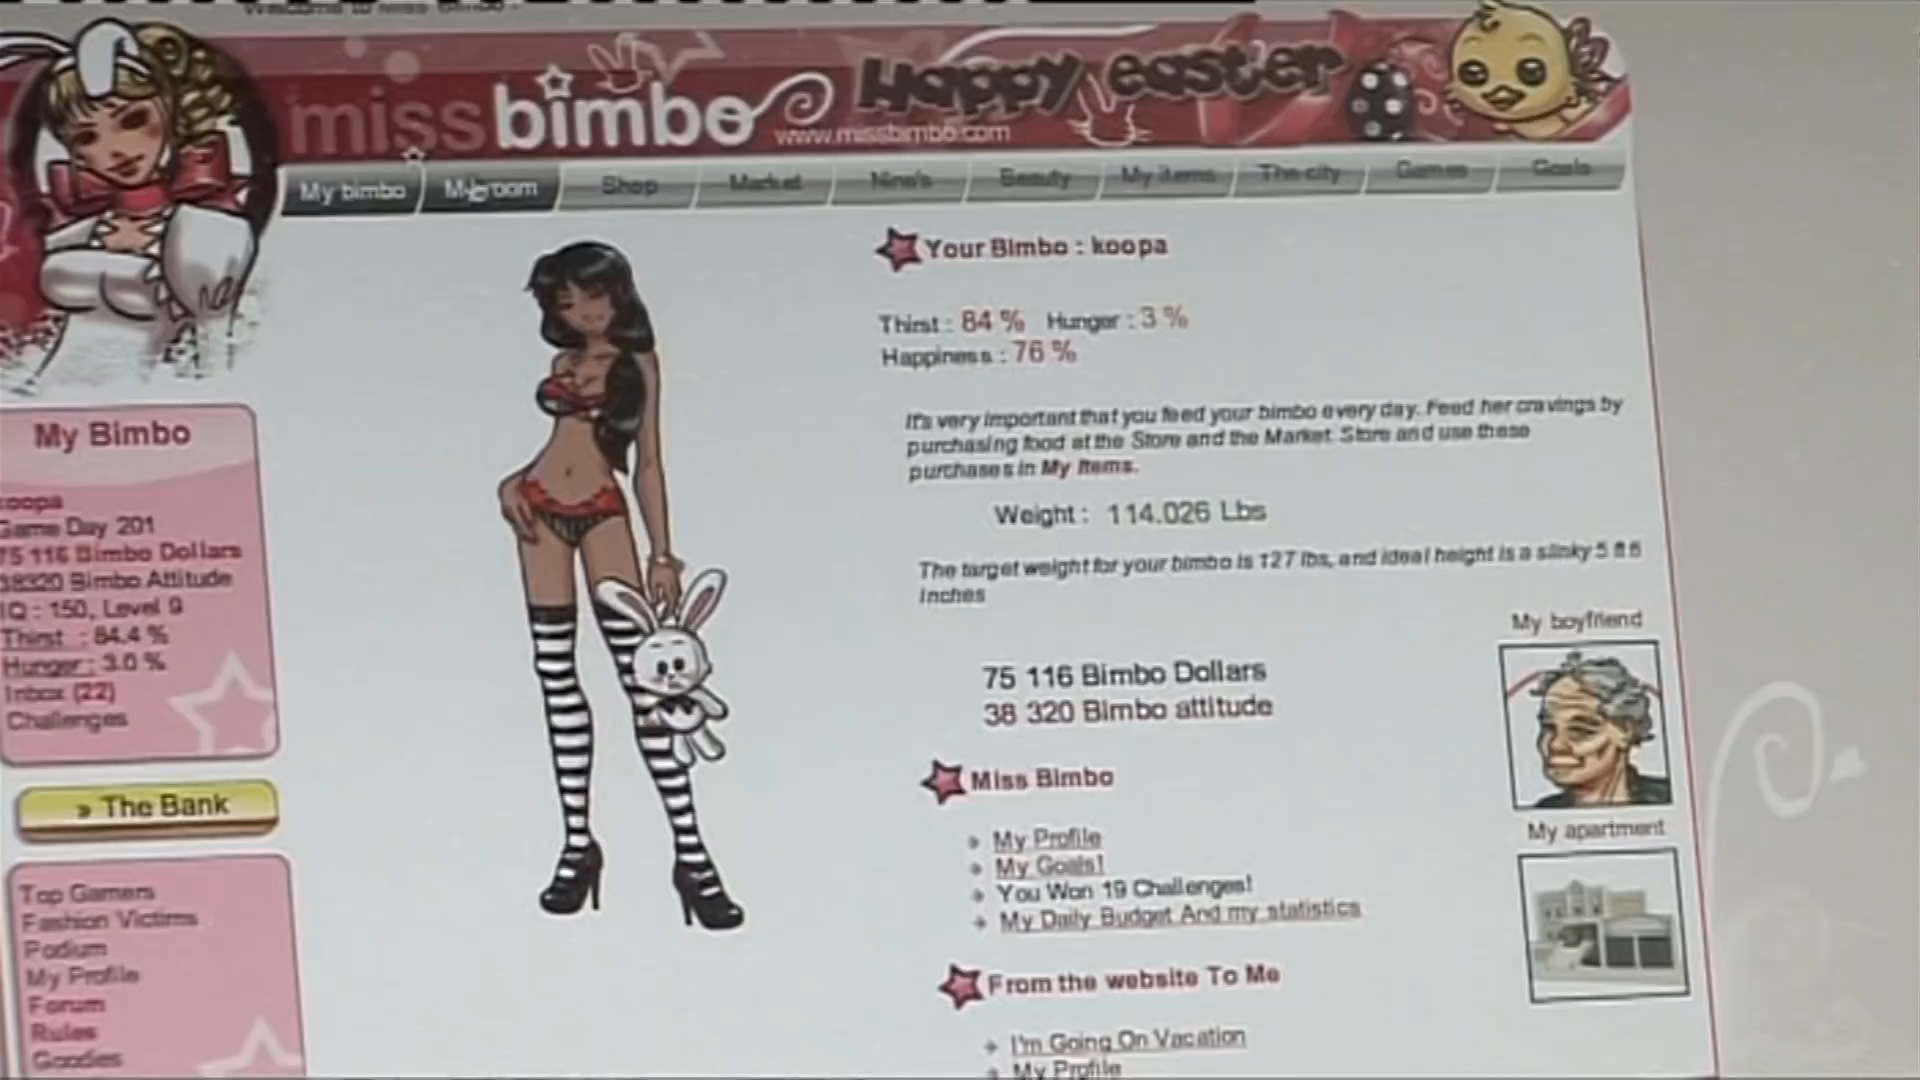 Welcome to Miss Bimbo !
missbimbo
Happy easter
www.missbimbo.com
My bimbo
My room
Shop
Market
Nine's
Beauty
My items
The city
Games
Goals
Your Bimbo : koopa
Thirst : 84 % Hunger : 3 %
Happiness : 76 %
It's very important that you feed your bimbo every day. Feed her cravings by
purchasing food at the Store and the Market Store and use these
purchases in My Items.
Weight : 114.026 Lbs
The target weight for your bimbo is 127 lbs, and ideal height is a slinky 5 ft 6
inches
75 116 Bimbo Dollars
38 320 Bimbo attitude
My boyfriend
My apartment
Miss Bimbo
» My Profile
» My Goals!
» You Won 19 Challenges!
» My Daily Budget And my statistics
From the website To Me
» I'm Going On Vacation
» My Profile
My Bimbo
koopa
Game Day 201
75 116 Bimbo Dollars
38320 Bimbo Attitude
IQ : 150, Level 9
Thirst : 84.4 %
Hunger : 3.0 %
Inbox (22)
Challenges
» The Bank
Top Gamers
Fashion Victims
Podium
My Profile
Forum
Rules
Goodies